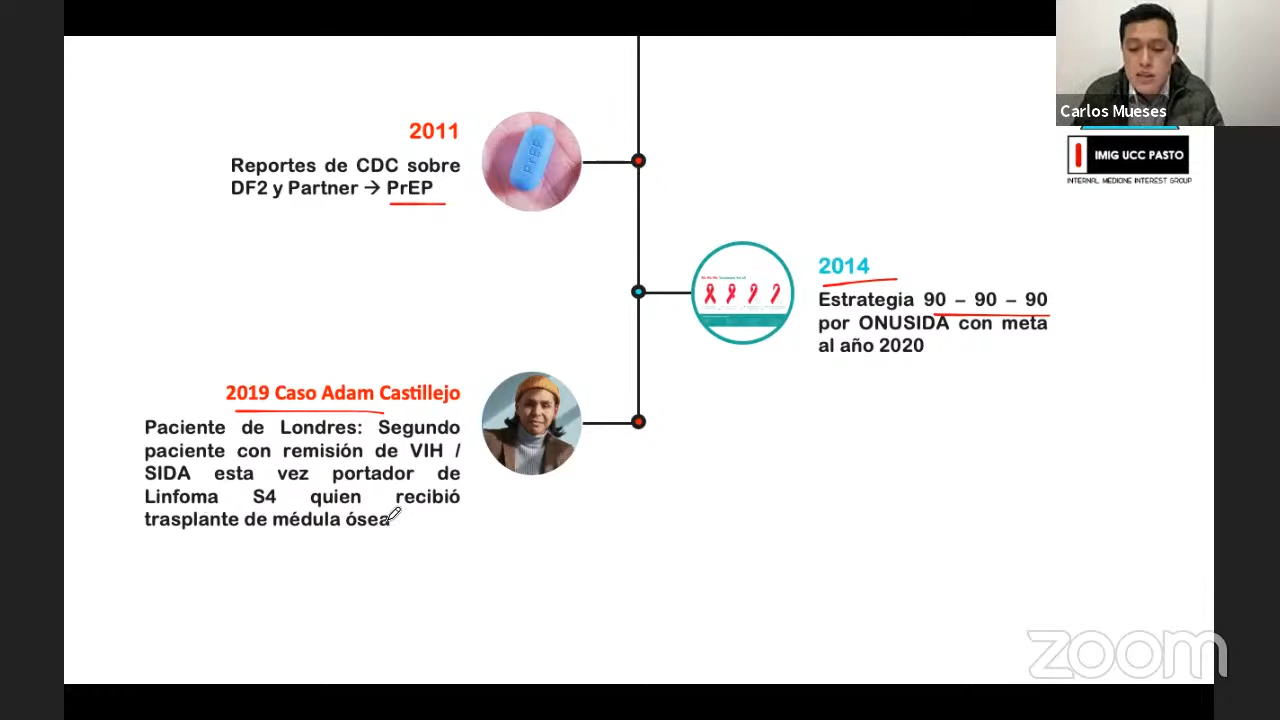 Carlos Mueses
IMIG UCC PASTO
INTERNAL MEDICINE INTEREST GROUP
2011
Reportes de CDC sobre
DF2 y Partner → PrEP
PrEP
2014
Estrategia 90 – 90 – 90
por ONUSIDA con meta
al año 2020
2019 Caso Adam Castillejo
Paciente de Londres: Segundo
paciente con remisión de VIH /
SIDA esta vez portador de
Linfoma S4 quien recibió
trasplante de médula ósea
zoom